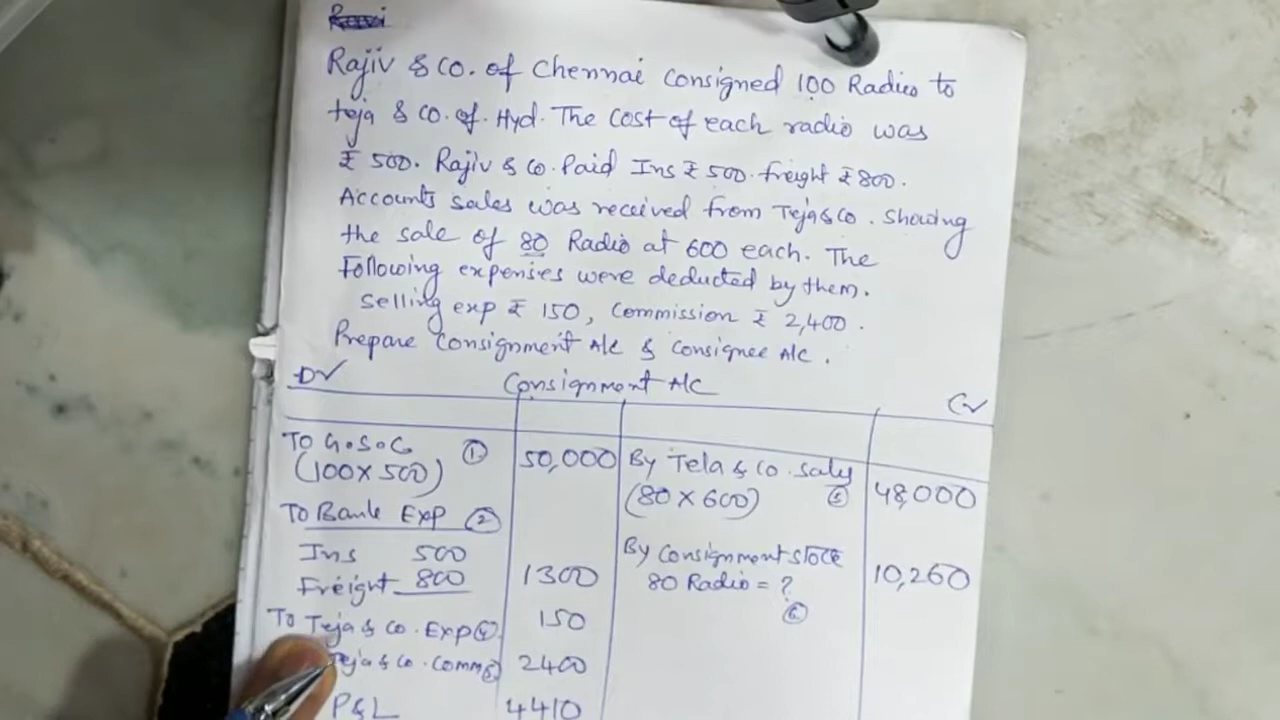 Rajiv & co. of Chennai Consigned 100 Radios to
teja & co. of. Hyd. The cost of each radio was
₹ 500. Rajiv & co. Paid Ins ₹ 500. freight ₹ 800.
Accounts sales was received from Teja & co. Showing
the sale of 80 Radio at 600 each. The
Following expenses were deducted by them.
Selling exp ₹ 150, Commission ₹ 2,400.
Prepare Consignment A/c & Consignee A/c.
Dr Consignment A/C Cr
To G.S.O.C ① 50,000 By Tela & co. Sales 48,000
(100 X 500) (80 X 600) ⑤
To Bank Exp ②
Ins 500 By Consignment stock 10,260
Freight 800 1300 80 Radio = ?
⑥
To Teja & Co. Exp ④ 150
Teja & co. Comm ⑤ 2400
P&L 4410